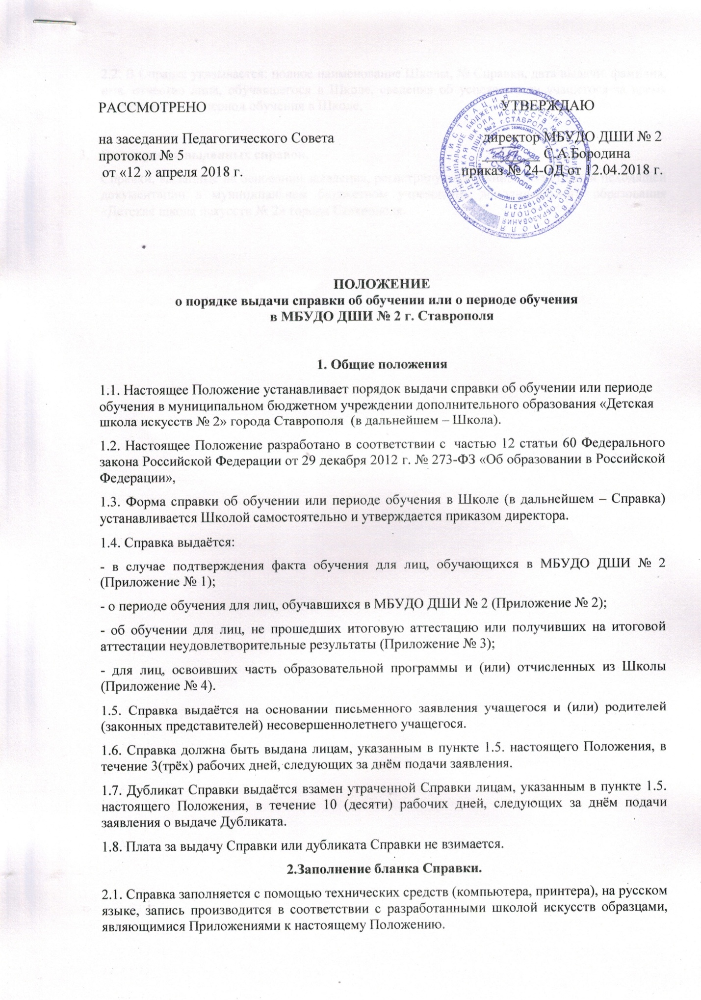 РАССМОТРЕНО
УТВЕРЖДАЮ
на заседании Педагогического Совета
директор МБУДО ДШИ № 2
протокол № 5
С.А.Бородина
от «12 » апреля 2018 г.
приказ № 24-ОД от 12.04.2018 г.
ПОЛОЖЕНИЕ
о порядке выдачи справки об обучении или о периоде обучения
в МБУДО ДШИ № 2 г. Ставрополя
1. Общие положения
1.1. Настоящее Положение устанавливает порядок выдачи справки об обучении или периоде
обучения в муниципальном бюджетном учреждении дополнительного образования «Детская
школа искусств № 2» города Ставрополя (в дальнейшем – Школа).
1.2. Настоящее Положение разработано в соответствии с частью 12 статьи 60 Федерального
закона Российской Федерации от 29 декабря 2012 г. № 273-ФЗ «Об образовании в Российской
Федерации»,
1.3. Форма справки об обучении или периоде обучения в Школе (в дальнейшем – Справка)
устанавливается Школой самостоятельно и утверждается приказом директора.
1.4. Справка выдаётся:
- в случае подтверждения факта обучения для лиц, обучающихся в МБУДО ДШИ № 2
(Приложение № 1);
- о периоде обучения для лиц, обучавшихся в МБУДО ДШИ № 2 (Приложение № 2);
- об обучении для лиц, не прошедших итоговую аттестацию или получивших на итоговой
аттестации неудовлетворительные результаты (Приложение № 3);
- для лиц, освоивших часть образовательной программы и (или) отчисленных из Школы
(Приложение № 4).
1.5. Справка выдаётся на основании письменного заявления учащегося и (или) родителей
(законных представителей) несовершеннолетнего учащегося.
1.6. Справка должна быть выдана лицам, указанным в пункте 1.5. настоящего Положения, в
течение 3(трёх) рабочих дней, следующих за днём подачи заявления.
1.7. Дубликат Справки выдаётся взамен утраченной Справки лицам, указанным в пункте 1.5.
настоящего Положения, в течение 10 (десяти) рабочих дней, следующих за днём подачи
заявления о выдаче Дубликата.
1.8. Плата за выдачу Справки или дубликата Справки не взимается.
2.Заполнение бланка Справки.
2.1. Справка заполняется с помощью технических средств (компьютера, принтера), на русском
языке, запись производится в соответствии с разработанными школой искусств образцами,
являющимися Приложениями к настоящему Положению.